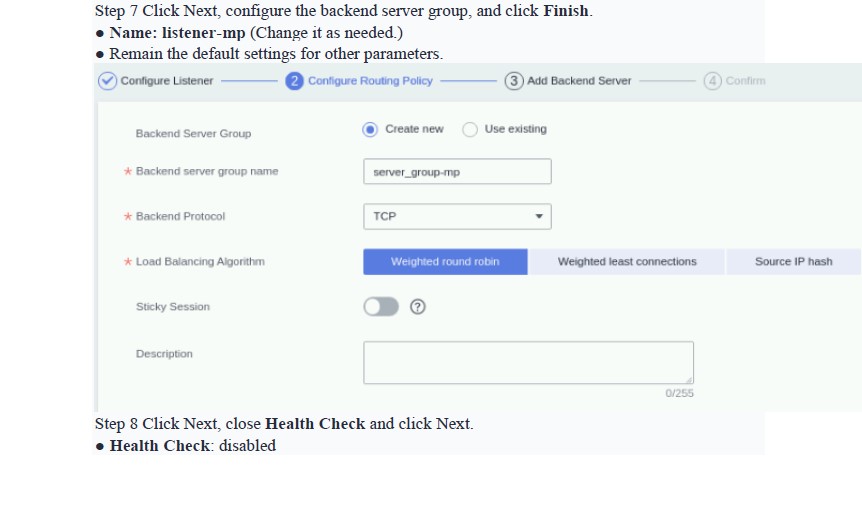 Step 7 Click Next, configure the backend server group, and click Finish.
● Name: listener-mp (Change it as needed.)
● Remain the default settings for other parameters.
Configure Listener 2 Configure Routing Policy 3 Add Backend Server 4 Confirm
Backend Server Group Create new Use existing
* Backend server group name server_group-mp
* Backend Protocol TCP
* Load Balancing Algorithm Weighted round robin Weighted least connections Source IP hash
Sticky Session ?
Description
0/255
Step 8 Click Next, close Health Check and click Next.
● Health Check: disabled